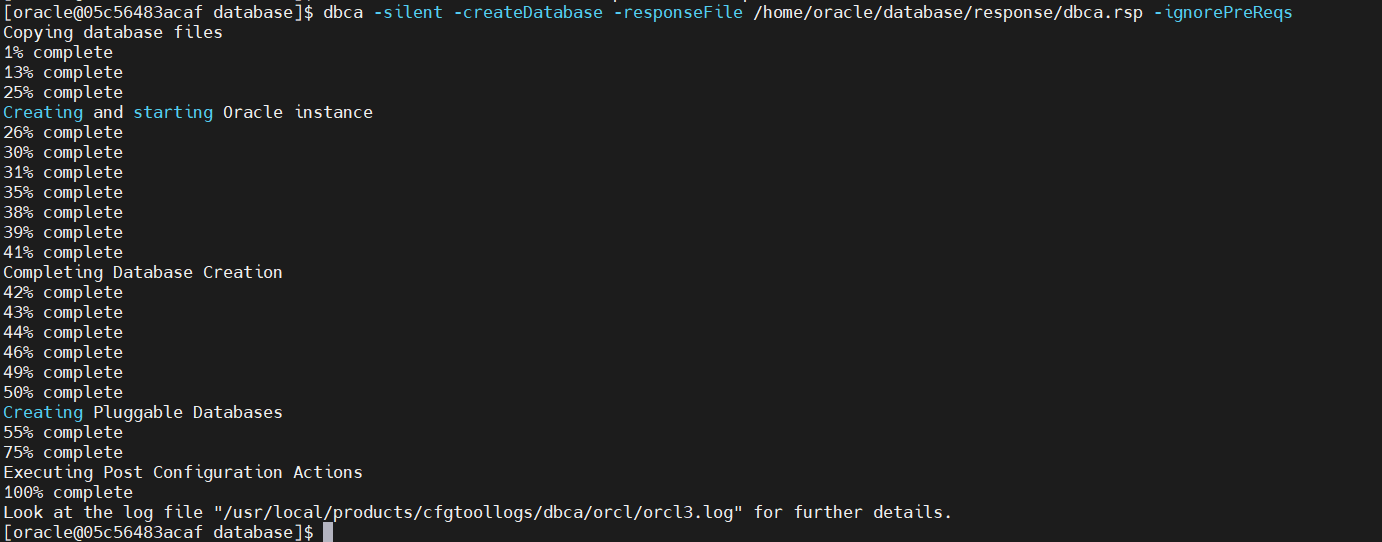 [oracle@05c56483acaf database]$ dbca -silent -createDatabase -responseFile /home/oracle/database/response/dbca.rsp -ignorePreReqs
Copying database files
1% complete
13% complete
25% complete
Creating and starting Oracle instance
26% complete
30% complete
31% complete
35% complete
38% complete
39% complete
41% complete
Completing Database Creation
42% complete
43% complete
44% complete
46% complete
49% complete
50% complete
Creating Pluggable Databases
55% complete
75% complete
Executing Post Configuration Actions
100% complete
Look at the log file "/usr/local/products/cfgtoollogs/dbca/orcl/orcl3.log" for further details.
[oracle@05c56483acaf database]$